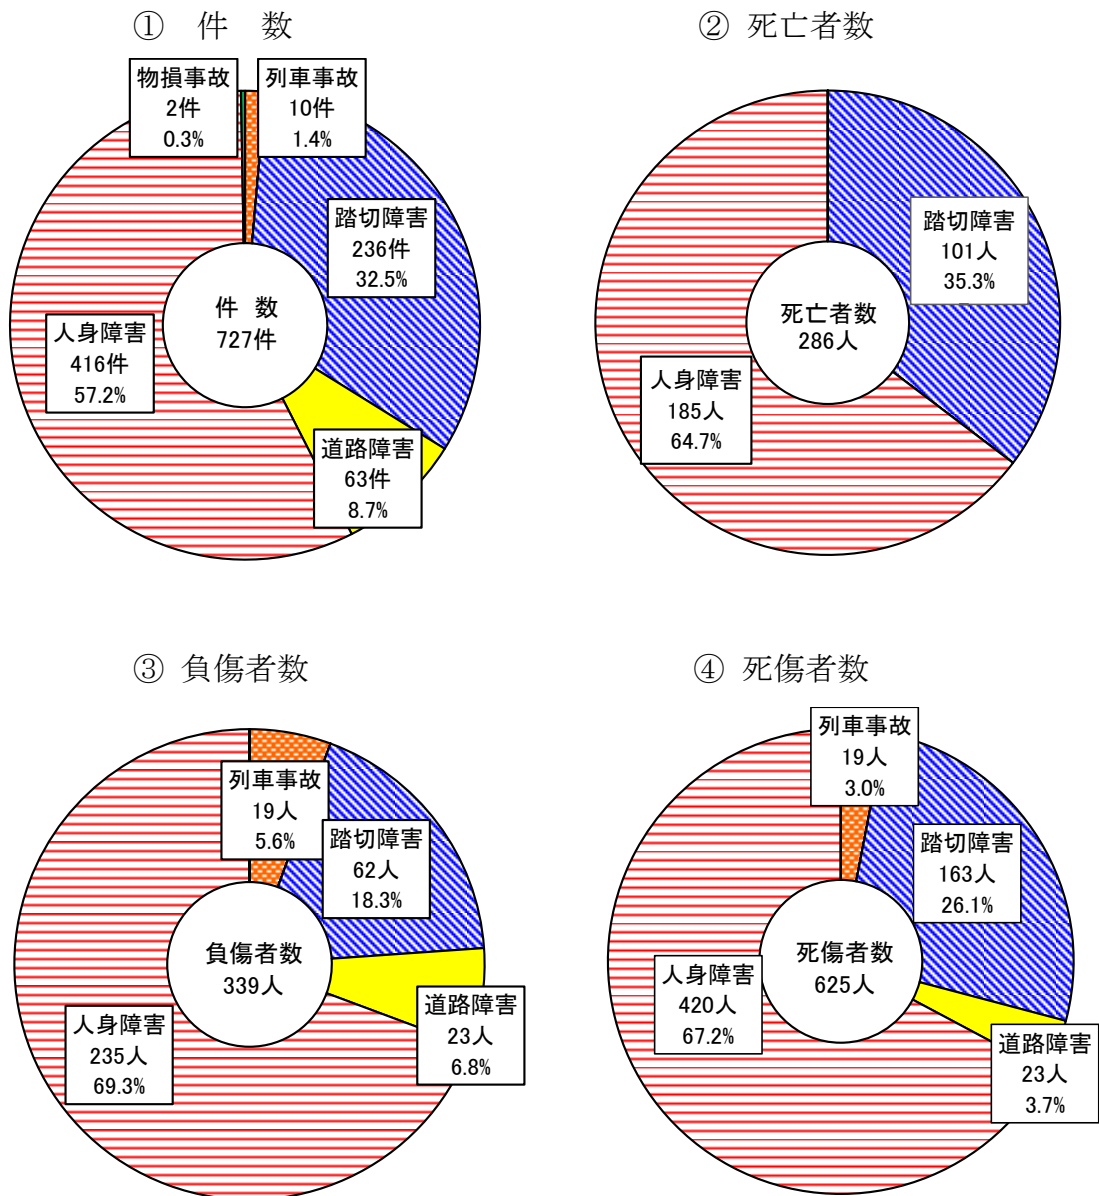 ① 件 数
物損事故
2件
0.3%
列車事故
10件
1.4%
踏切障害
236件
32.5%
件 数
727件
人身障害
416件
57.2%
道路障害
63件
8.7%
② 死亡者数
踏切障害
101人
35.3%
死亡者数
286人
人身障害
185人
64.7%
③ 負傷者数
列車事故
19人
5.6%
踏切障害
62人
18.3%
負傷者数
339人
道路障害
23人
6.8%
人身障害
235人
69.3%
④ 死傷者数
列車事故
19人
3.0%
踏切障害
163人
26.1%
死傷者数
625人
人身障害
420人
67.2%
道路障害
23人
3.7%